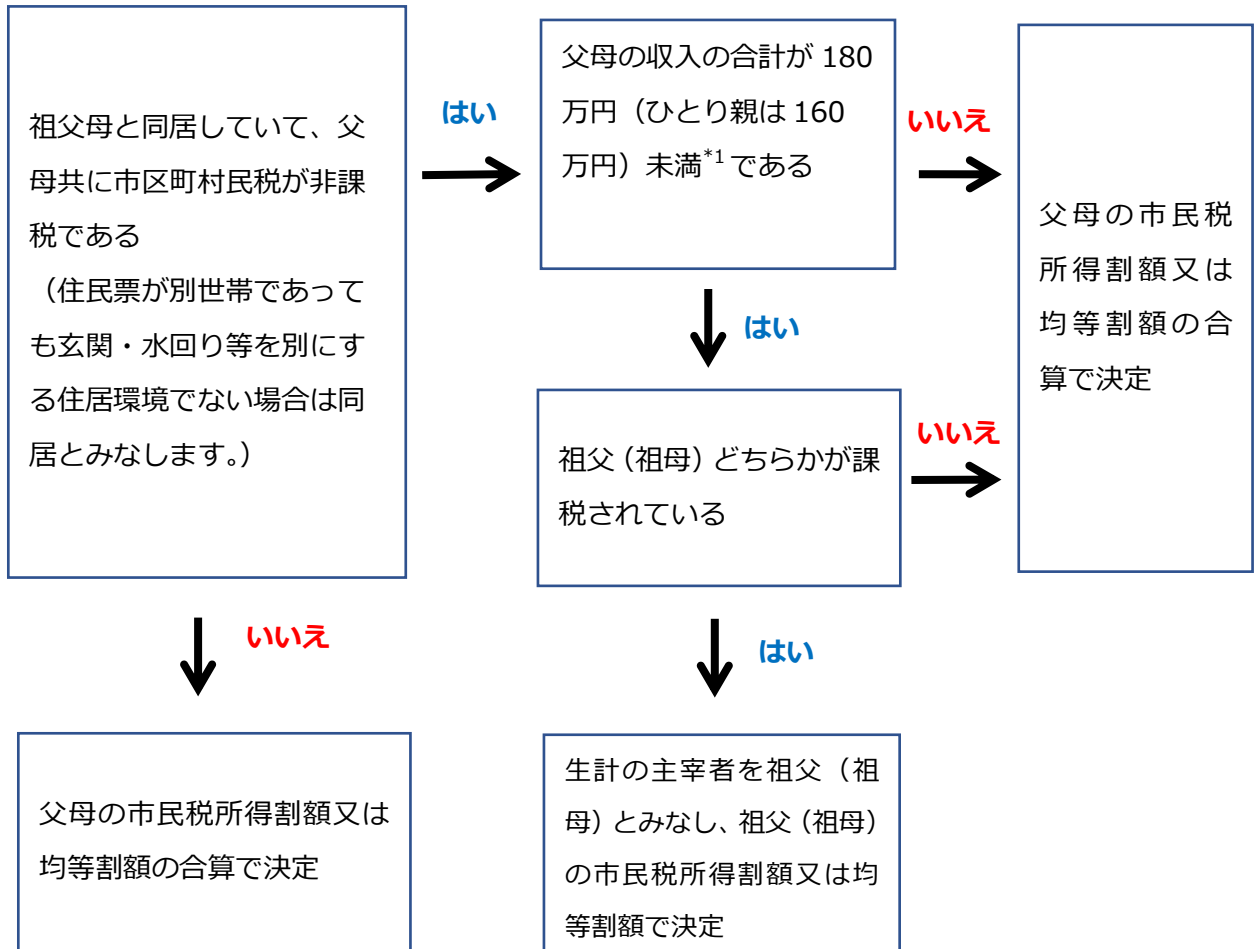 祖父母と同居していて、父
母共に市区町村民税が非課
税である
（住民票が別世帯であって
も玄関・水回り等を別にす
る住居環境でない場合は同
居とみなします。）
はい
父母の収入の合計が 180
万円（ひとり親は 160
万円）未満*1 である
いいえ
父母の市民税
所得割額又は
均等割額の合
算で決定
はい
祖父（祖母）どちらかが課
税されている
いいえ
いいえ
はい
父母の市民税所得割額又は
均等割額の合算で決定
生計の主宰者を祖父（祖
母）とみなし、祖父（祖母）
の市民税所得割額又は均
等割額で決定